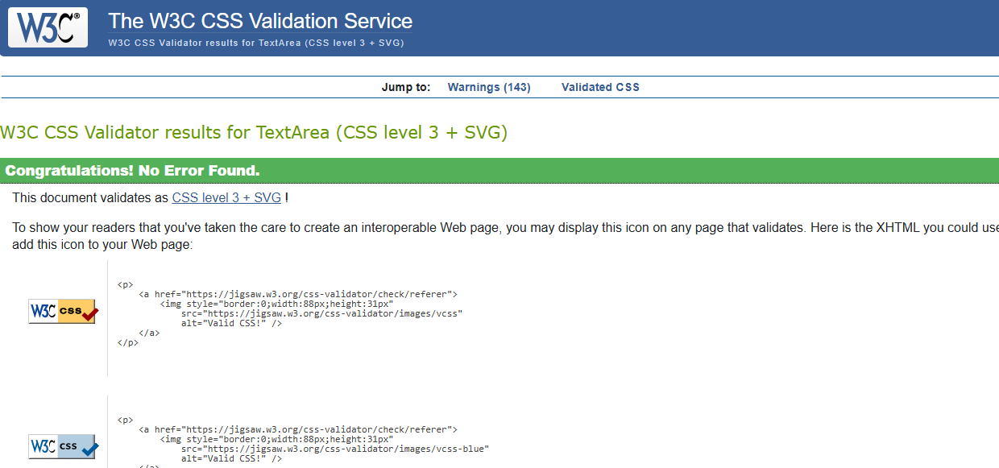 W3C®
The W3C CSS Validation Service
W3C CSS Validator results for TextArea (CSS level 3 + SVG)
Jump to: Warnings (143) Validated CSS
W3C CSS Validator results for TextArea (CSS level 3 + SVG)
Congratulations! No Error Found.
This document validates as CSS level 3 + SVG !
To show your readers that you've taken the care to create an interoperable Web page, you may display this icon on any page that validates. Here is the XHTML you could use
add this icon to your Web page:
W3C CSS
<p>
<a href="https://jigsaw.w3.org/css-validator/check/referer">
<img style="border:0;width:88px;height:31px"
src="https://jigsaw.w3.org/css-validator/images/vcss"
alt="Valid CSS!" />
</a>
</p>
W3C CSS
<p>
<a href="https://jigsaw.w3.org/css-validator/check/referer">
<img style="border:0;width:88px;height:31px"
src="https://jigsaw.w3.org/css-validator/images/vcss-blue"
alt="Valid CSS!" />